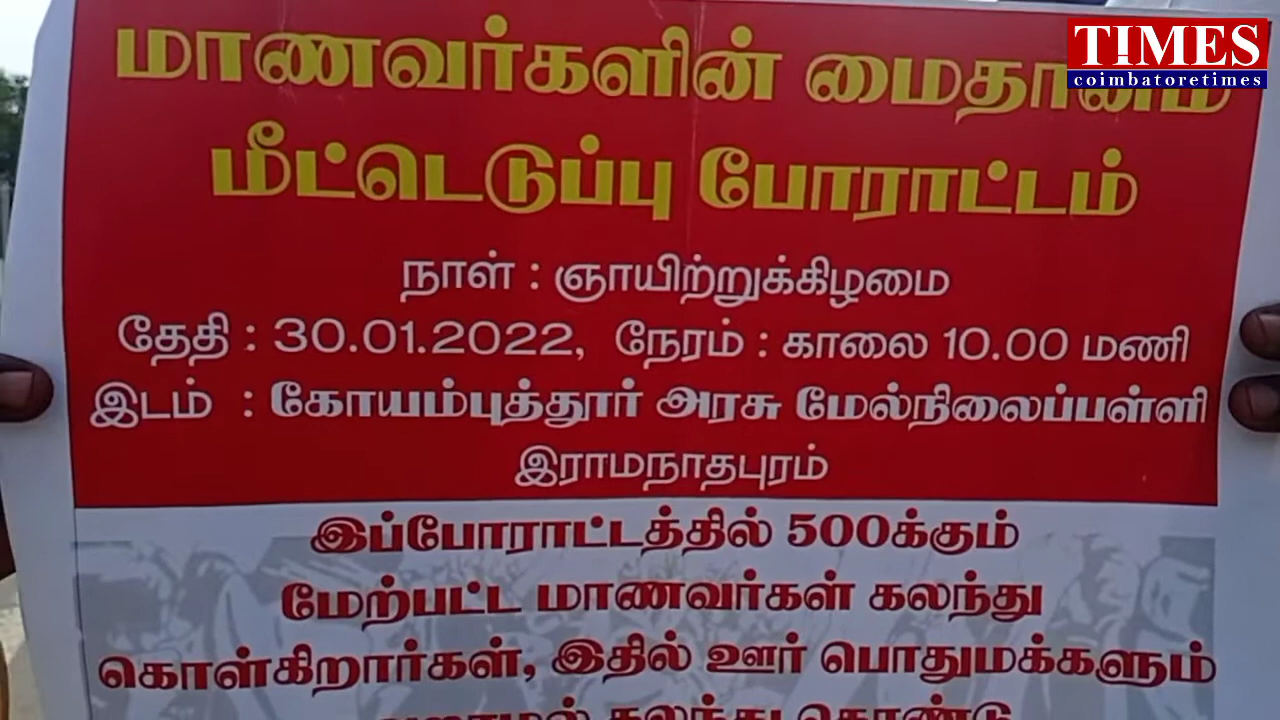 TIMES
coimbatoretimes
மாணவர்களின் மைதானம்
மீட்டெடுப்பு போராட்டம்
நாள் : ஞாயிற்றுக்கிழமை
தேதி : 30.01.2022, நேரம் : காலை 10.00 மணி
இடம் : கோயம்புத்தூர் அரசு மேல்நிலைப்பள்ளி
இராமநாதபுரம்
இப்போராட்டத்தில் 500க்கும்
மேற்பட்ட மாணவர்கள் கலந்து
கொள்கிறார்கள், இதில் ஊர் பொதுமக்களும்
கலந்து கொண்டு